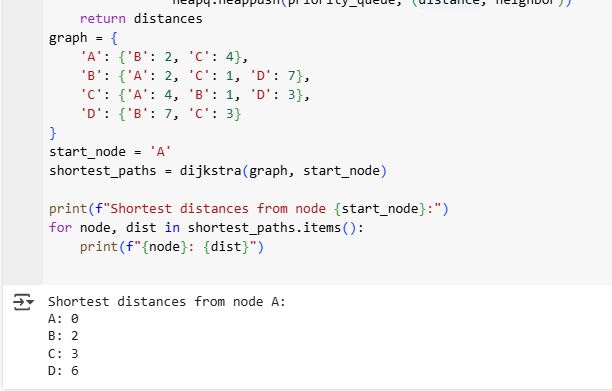 heapq.heappush(priority_queue, (distance, neighbor))
return distances
graph = {
'A': {'B': 2, 'C': 4},
'B': {'A': 2, 'C': 1, 'D': 7},
'C': {'A': 4, 'B': 1, 'D': 3},
'D': {'B': 7, 'C': 3}
}
start_node = 'A'
shortest_paths = dijkstra(graph, start_node)
print(f"Shortest distances from node {start_node}:")
for node, dist in shortest_paths.items():
print(f"{node}: {dist}")
Shortest distances from node A:
A: 0
B: 2
C: 3
D: 6